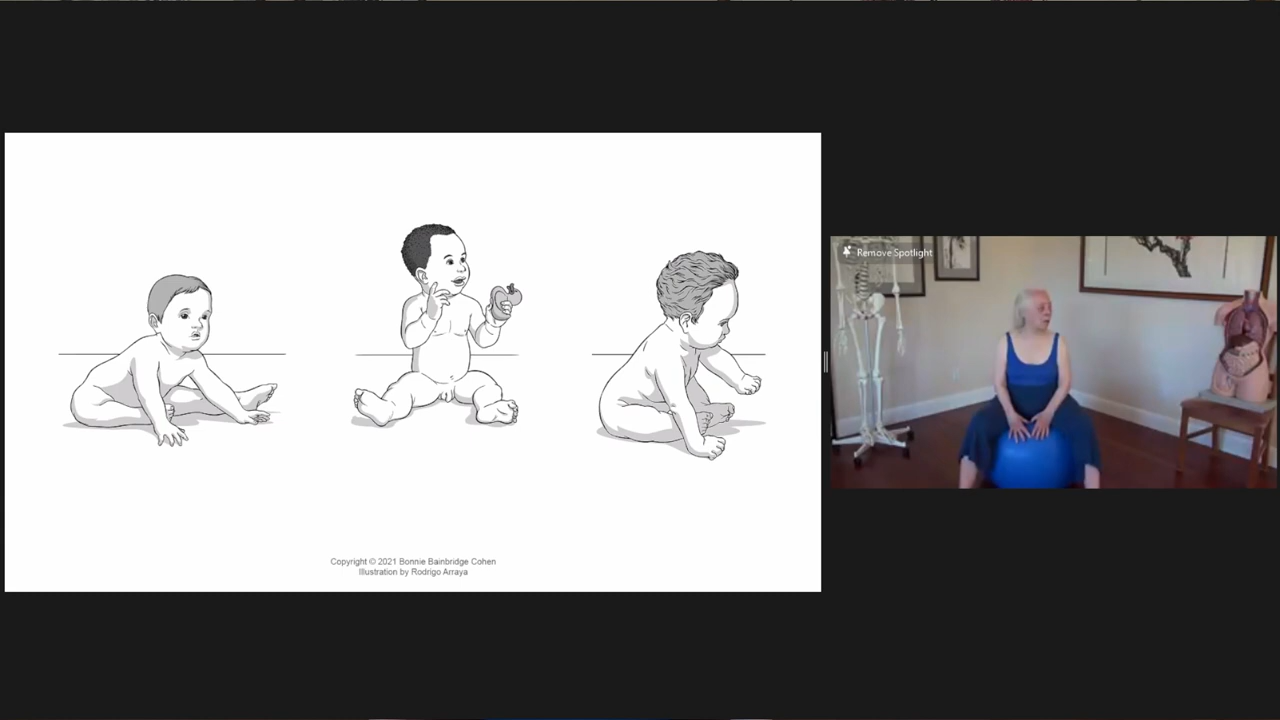 Remove Spotlight
Copyright © 2021 Bonnie Bainbridge Cohen
Illustration by Rodrigo Arraya